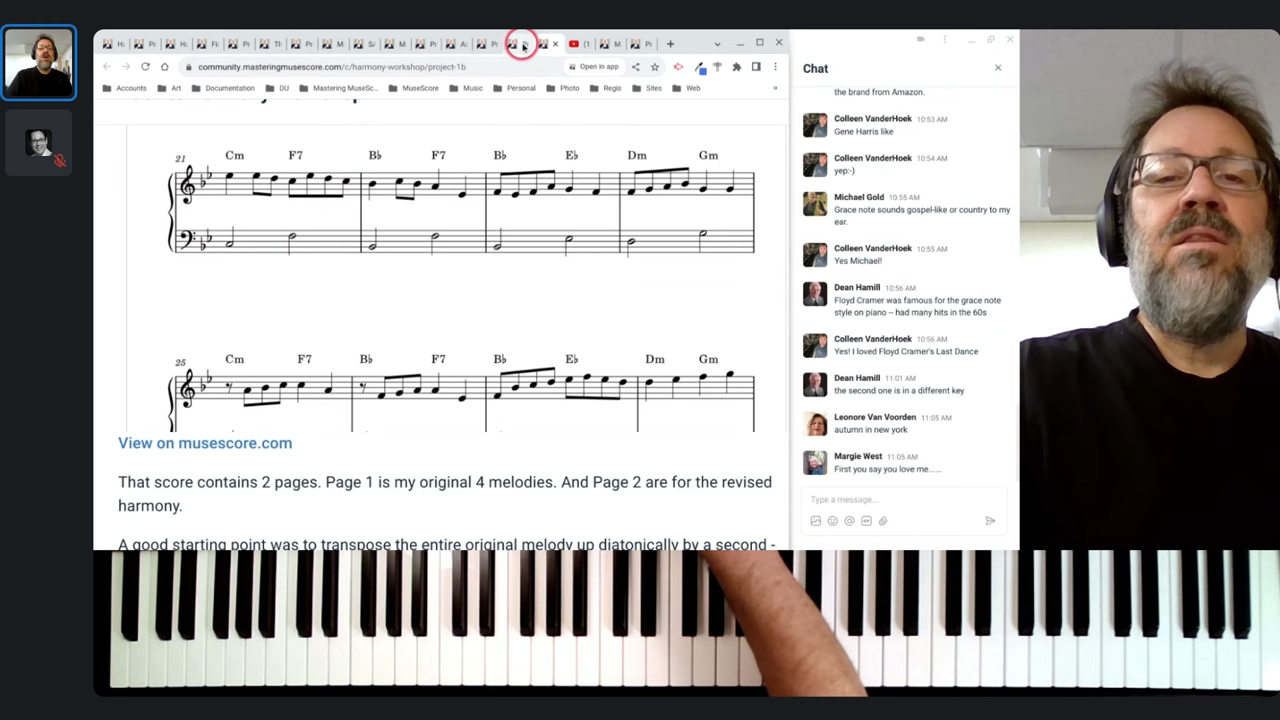 (1
community.masteringmusescore.com/c/harmony-workshop/project-1b
Open in app
Accounts
Art
Documentation
DU
Mastering MuseSc...
MuseScore
Music
Personal
Photo
Regis
Sites
Web
»
21
Cm F7 B♭ F7 B♭ E♭ Dm Gm
25
Cm F7 B♭ F7 B♭ E♭ Dm Gm
View on musescore.com
That score contains 2 pages. Page 1 is my original 4 melodies. And Page 2 are for the revised
harmony.
A good starting point was to transpose the entire original melody up diatonically by a second -
Chat
the brand from Amazon.
Colleen VanderHoek 10:53 AM
Gene Harris like
Colleen VanderHoek 10:54 AM
yep:-)
Michael Gold 10:55 AM
Grace note sounds gospel-like or country to my
ear.
Colleen VanderHoek 10:55 AM
Yes Michael!
Dean Hamill 10:56 AM
Floyd Cramer was famous for the grace note
style on piano – had many hits in the 60s
Colleen VanderHoek 10:56 AM
Yes! I loved Floyd Cramer's Last Dance
Dean Hamill 11:01 AM
the second one is in a different key
Leonore Van Voorden 11:05 AM
autumn in new york
Margie West 11:05 AM
First you say you love me......
Type a message...